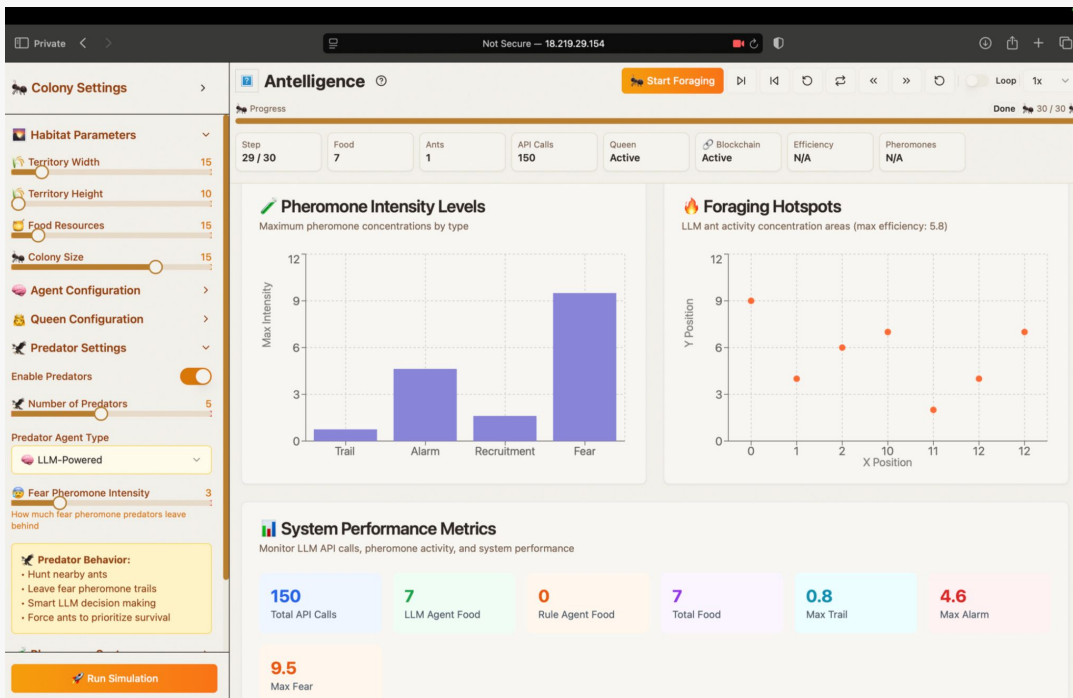 Private
Not Secure — 18.219.29.154
Colony Settings
Habitat Parameters
Territory Width 15
Territory Height 10
Food Resources 15
Colony Size 15
Agent Configuration
Queen Configuration
Predator Settings
Enable Predators
Number of Predators 5
Predator Agent Type
LLM-Powered
Fear Pheromone Intensity 3
How much fear pheromone predators leave
behind
Predator Behavior:
• Hunt nearby ants
• Leave fear pheromone trails
• Smart LLM decision making
• Force ants to prioritize survival
Run Simulation
Antelligence
Start Foraging
Loop 1x
Progress
Done 30 / 30
Step
29 / 30
Food
7
Ants
1
API Calls
150
Queen
Active
Blockchain
Active
Efficiency
N/A
Pheromones
N/A
Pheromone Intensity Levels
Maximum pheromone concentrations by type
12
9
6
3
0
Max Intensity
Trail Alarm Recruitment Fear
Foraging Hotspots
LLM ant activity concentration areas (max efficiency: 5.8)
12
9
6
3
0
Y Position
0 1 2 10 11 12 12
X Position
System Performance Metrics
Monitor LLM API calls, pheromone activity, and system performance
150
Total API Calls
7
LLM Agent Food
0
Rule Agent Food
7
Total Food
0.8
Max Trail
4.6
Max Alarm
9.5
Max Fear